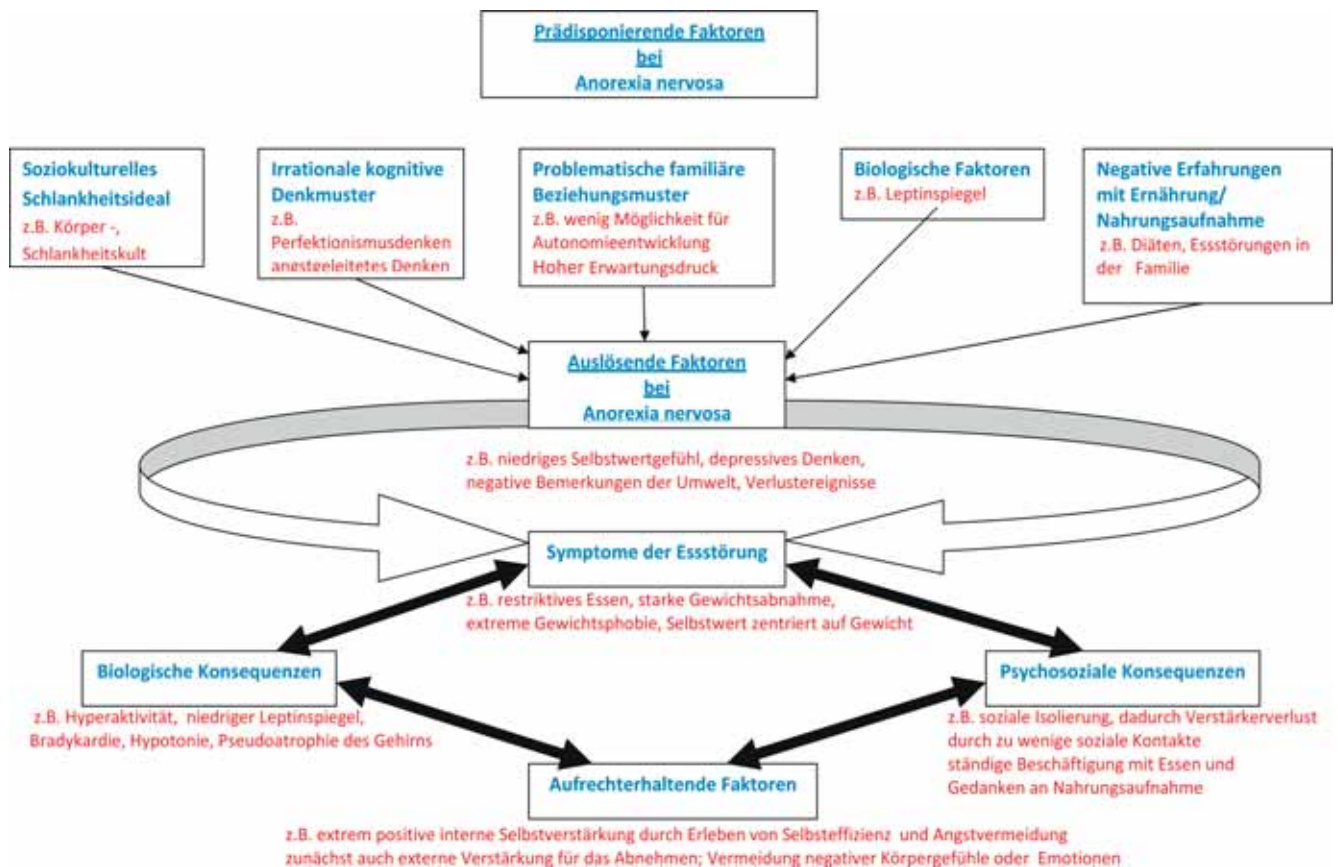 Prädisponierende Faktoren
bei
Anorexia nervosa
Soziokulturelles
Schlankheitsideal
z.B. Körper -,
Schlankheitskult
Irrationale kognitive
Denkmuster
z.B.
Perfektionismusdenken
angstgeleitetes Denken
Problematische familiäre
Beziehungsmuster
z.B. wenig Möglichkeit für
Autonomieentwicklung
Hoher Erwartungsdruck
Biologische Faktoren
z.B. Leptinspiegel
Negative Erfahrungen
mit Ernährung/
Nahrungsaufnahme
z.B. Diäten, Essstörungen in
der Familie
Auslösende Faktoren
bei
Anorexia nervosa
z.B. niedriges Selbstwertgefühl, depressives Denken,
negative Bemerkungen der Umwelt, Verlustereignisse
Symptome der Essstörung
z.B. restriktives Essen, starke Gewichtsabnahme,
extreme Gewichtsphobie, Selbstwert zentriert auf Gewicht
Biologische Konsequenzen
z.B. Hyperaktivität, niedriger Leptinspiegel,
Bradykardie, Hypotonie, Pseudoatrophie des Gehirns
Psychosoziale Konsequenzen
z.B. soziale Isolierung, dadurch Verstärkerverlust
durch zu wenige soziale Kontakte
ständige Beschäftigung mit Essen und
Gedanken an Nahrungsaufnahme
Aufrechterhaltende Faktoren
z.B. extrem positive interne Selbstverstärkung durch Erleben von Selbsteffizienz und Angstvermeidung
zunächst auch externe Verstärkung für das Abnehmen; Vermeidung negativer Körpergefühle oder Emotionen